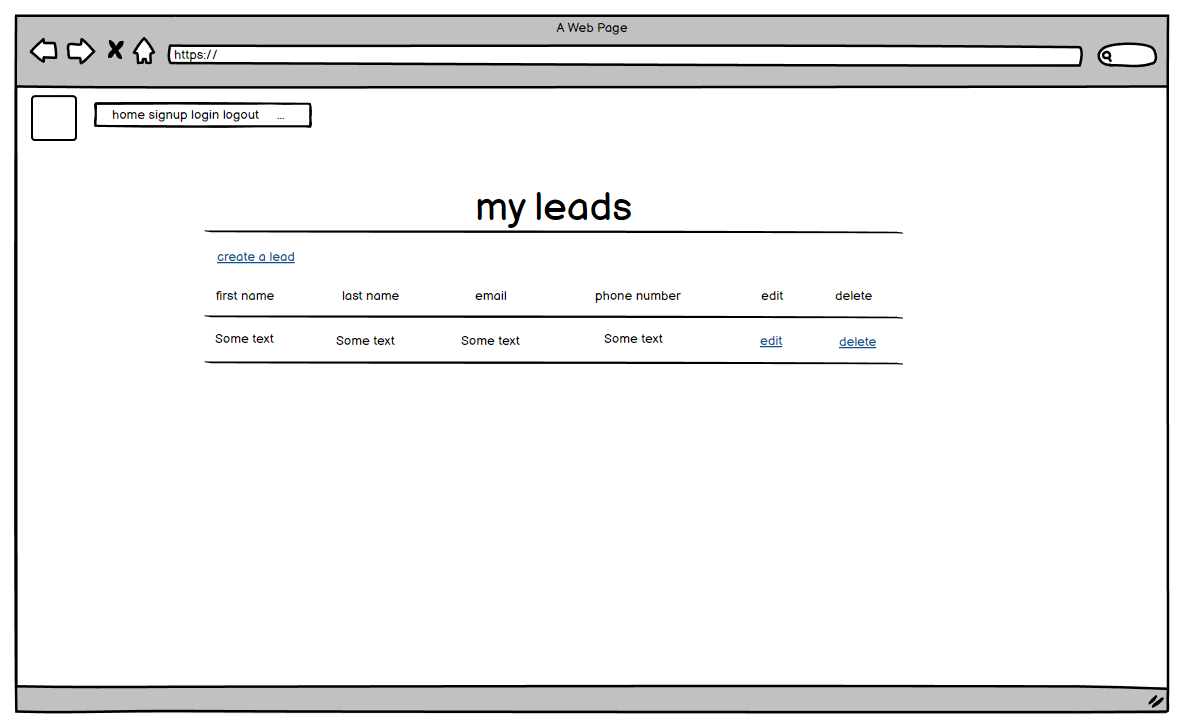 A Web Page
https://
home signup login logout ...
my leads
create a lead
first name last name email phone number edit delete
Some text Some text Some text Some text edit delete